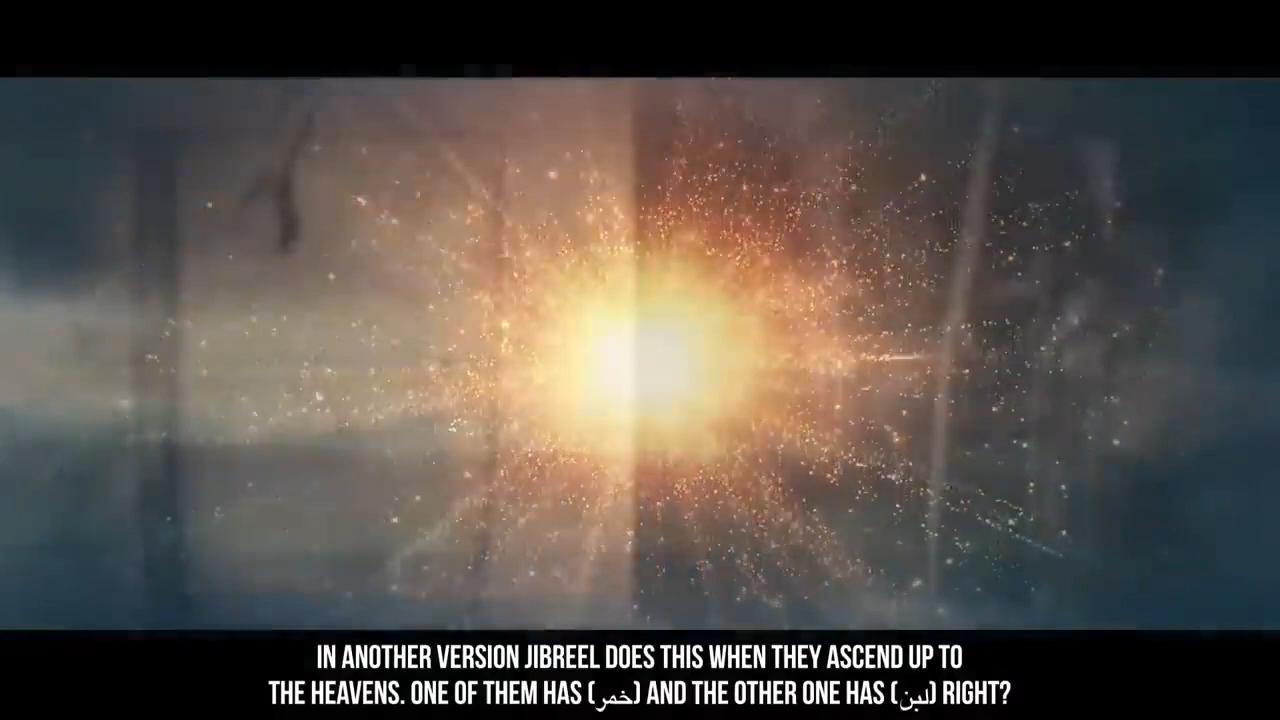 IN ANOTHER VERSION JIBREEL DOES THIS WHEN THEY ASCEND UP TO
THE HEAVENS. ONE OF THEM HAS (خمر) AND THE OTHER ONE HAS (لبن) RIGHT?